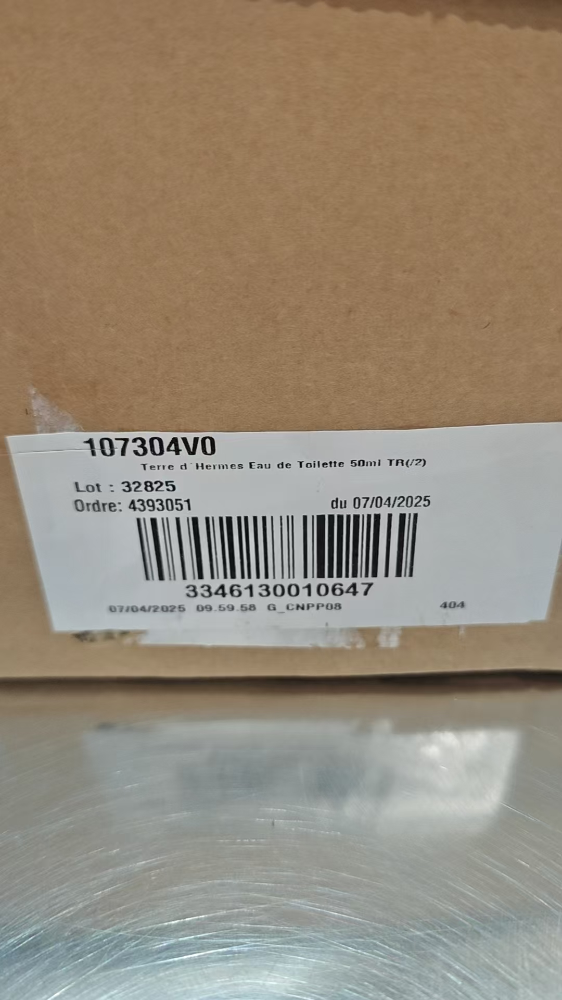 107304V0
Terre d´Hermes Eau de Toilette 50ml TR(/2)
Lot : 32825
Ordre: 4393051 du 07/04/2025
3346130010647
07/04/2025 09.59.58 G_CNPP08 404